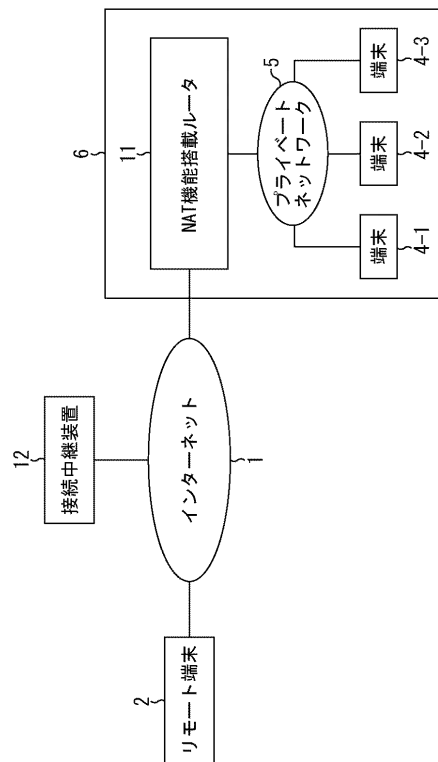 6
11
NAT機能搭載ルータ
5
プライベート
ネットワーク
端末
4-1
端末
4-2
端末
4-3
12
接続中継装置
インターネット
1
2
リモート端末